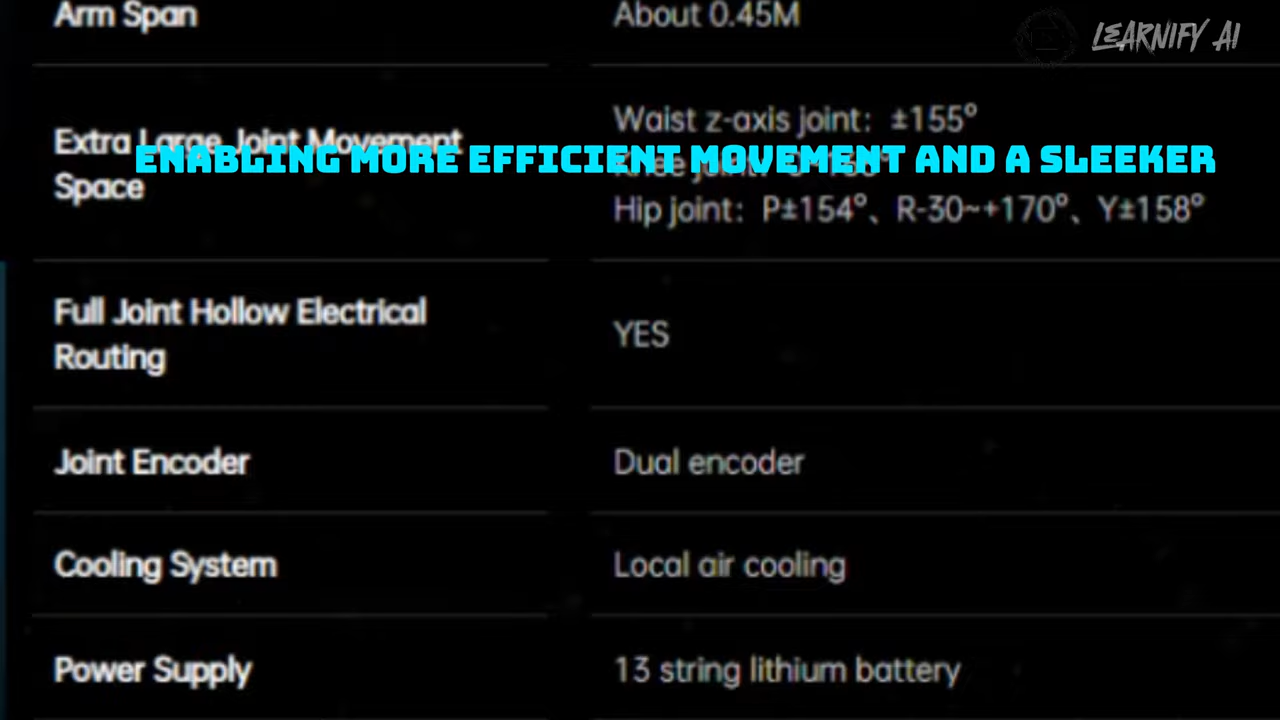 Arm Span
About 0.45M
LEARNIFY AI
Extra Large Joint Movement
Space
Waist z-axis joint: ±155°
Knee joint:
Hip joint: P±154°、R-30~+170°、Y±158°
ENABLING MORE EFFICIENT MOVEMENT AND A SLEEKER
Full Joint Hollow Electrical
Routing
YES
Joint Encoder
Dual encoder
Cooling System
Local air cooling
Power Supply
13 string lithium battery